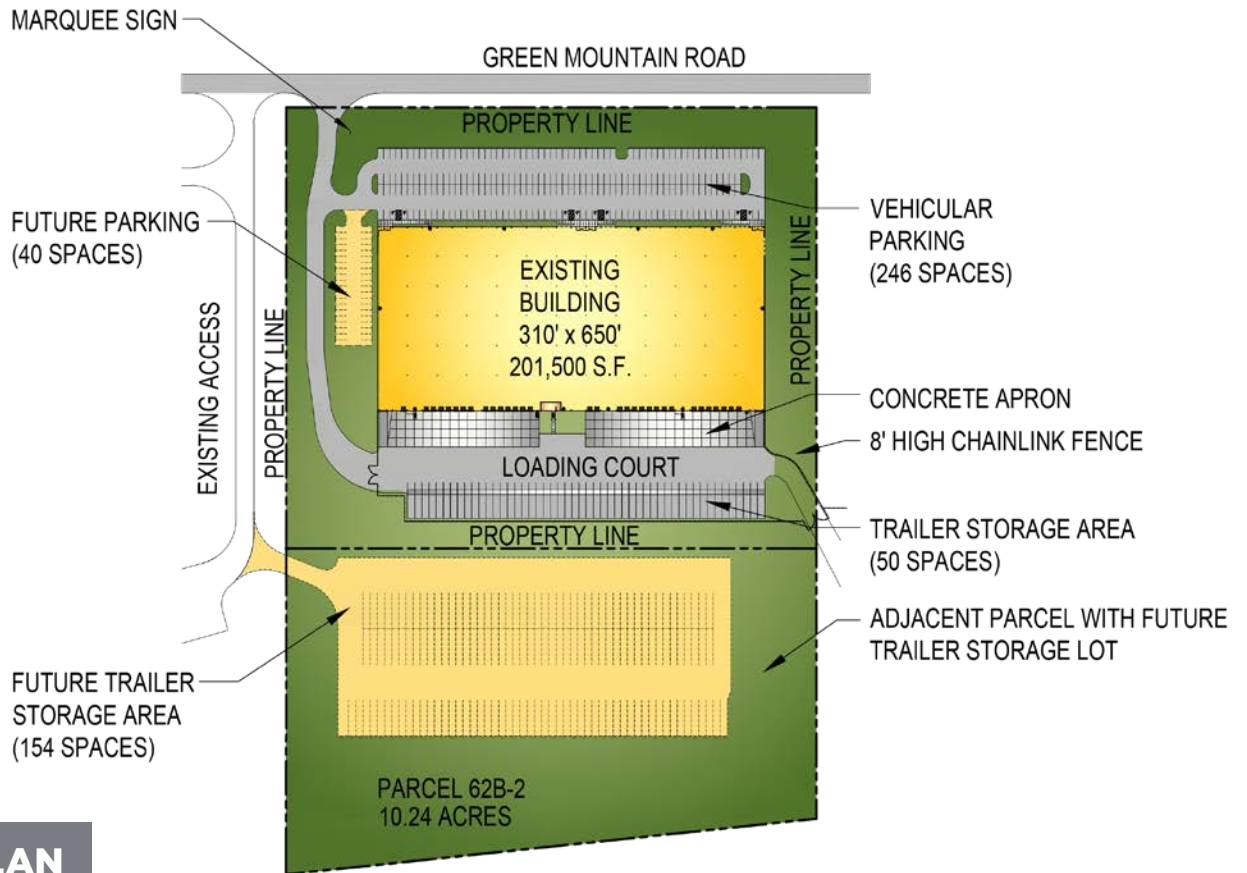 MARQUEE SIGN
GREEN MOUNTAIN ROAD
PROPERTY LINE
FUTURE PARKING
(40 SPACES)
VEHICULAR
PARKING
(246 SPACES)
EXISTING
BUILDING
310' x 650'
201,500 S.F.
PROPERTY LINE
EXISTING ACCESS
PROPERTY LINE
CONCRETE APRON
8' HIGH CHAINLINK FENCE
LOADING COURT
TRAILER STORAGE AREA
(50 SPACES)
PROPERTY LINE
ADJACENT PARCEL WITH FUTURE
TRAILER STORAGE LOT
FUTURE TRAILER
STORAGE AREA
(154 SPACES)
PARCEL 62B-2
10.24 ACRES
LAN